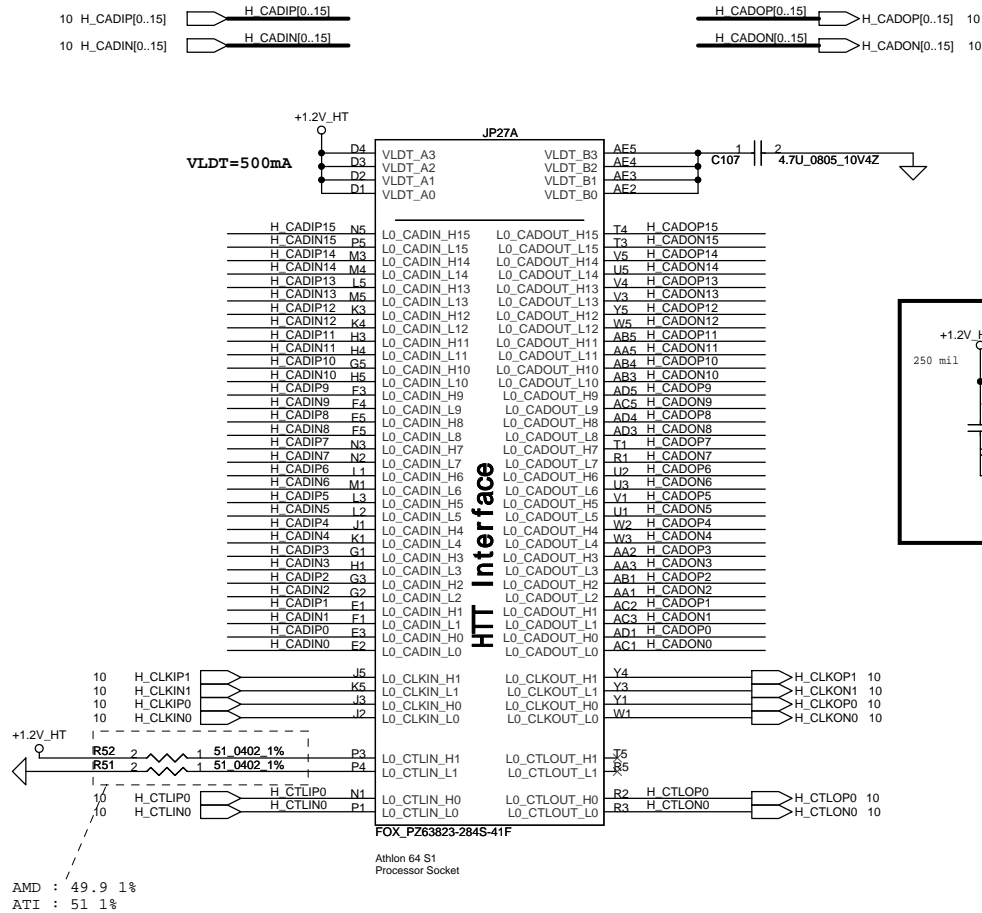 10 H_CADIP[0..15] H_CADIP[0..15] H_CADOP[0..15] H_CADOP[0..15] 10
10 H_CADIN[0..15] H_CADIN[0..15] H_CADON[0..15] H_CADON[0..15] 10
+1.2V_HT
JP27A
VLDT=500mA
D4 VLDT_A3 VLDT_B3 AE5
D3 VLDT_A2 VLDT_B2 AE4
D2 VLDT_A1 VLDT_B1 AE3
D1 VLDT_A0 VLDT_B0 AE2
C107 1 2 4.7U_0805_10V4Z
H_CADIP15 N5 L0_CADIN_H15 L0_CADOUT_H15 T4 H_CADOP15
H_CADIN15 P5 L0_CADIN_L15 L0_CADOUT_L15 T3 H_CADON15
H_CADIP14 M3 L0_CADIN_H14 L0_CADOUT_H14 V5 H_CADOP14
H_CADIN14 M4 L0_CADIN_L14 L0_CADOUT_L14 U5 H_CADON14
H_CADIP13 L5 L0_CADIN_H13 L0_CADOUT_H13 V4 H_CADOP13
H_CADIN13 M5 L0_CADIN_L13 L0_CADOUT_L13 V3 H_CADON13
H_CADIP12 K3 L0_CADIN_H12 L0_CADOUT_H12 Y5 H_CADOP12
H_CADIN12 K4 L0_CADIN_L12 L0_CADOUT_L12 W5 H_CADON12
H_CADIP11 H3 L0_CADIN_H11 L0_CADOUT_H11 AB5 H_CADOP11
H_CADIN11 H4 L0_CADIN_L11 L0_CADOUT_L11 AA5 H_CADON11
H_CADIP10 G5 L0_CADIN_H10 L0_CADOUT_H10 AB4 H_CADOP10
H_CADIN10 H5 L0_CADIN_L10 L0_CADOUT_L10 AB3 H_CADON10
H_CADIP9 F3 L0_CADIN_H9 L0_CADOUT_H9 AD5 H_CADOP9
H_CADIN9 F4 L0_CADIN_L9 L0_CADOUT_L9 AC5 H_CADON9
H_CADIP8 E5 L0_CADIN_H8 L0_CADOUT_H8 AD4 H_CADOP8
H_CADIN8 F5 L0_CADIN_L8 L0_CADOUT_L8 AD3 H_CADON8
H_CADIP7 N3 L0_CADIN_H7 L0_CADOUT_H7 T1 H_CADOP7
H_CADIN7 N2 L0_CADIN_L7 L0_CADOUT_L7 R1 H_CADON7
H_CADIP6 L1 L0_CADIN_H6 L0_CADOUT_H6 U2 H_CADOP6
H_CADIN6 M1 L0_CADIN_L6 L0_CADOUT_L6 U3 H_CADON6
H_CADIP5 L3 L0_CADIN_H5 L0_CADOUT_H5 V1 H_CADOP5
H_CADIN5 L2 L0_CADIN_L5 L0_CADOUT_L5 U1 H_CADON5
H_CADIP4 J1 L0_CADIN_H4 L0_CADOUT_H4 W2 H_CADOP4
H_CADIN4 K1 L0_CADIN_L4 L0_CADOUT_L4 W3 H_CADON4
H_CADIP3 G1 L0_CADIN_H3 L0_CADOUT_H3 AA2 H_CADOP3
H_CADIN3 H1 L0_CADIN_L3 L0_CADOUT_L3 AA3 H_CADON3
H_CADIP2 G3 L0_CADIN_H2 L0_CADOUT_H2 AB1 H_CADOP2
H_CADIN2 G2 L0_CADIN_L2 L0_CADOUT_L2 AA1 H_CADON2
H_CADIP1 E1 L0_CADIN_H1 L0_CADOUT_H1 AC2 H_CADOP1
H_CADIN1 F1 L0_CADIN_L1 L0_CADOUT_L1 AC3 H_CADON1
H_CADIP0 E3 L0_CADIN_H0 L0_CADOUT_H0 AD1 H_CADOP0
H_CADIN0 E2 L0_CADIN_L0 L0_CADOUT_L0 AC1 H_CADON0
HTT Interface
+1.2V_H
250 mil
10 H_CLKIP1 J5 L0_CLKIN_H1 L0_CLKOUT_H1 Y4 H_CLKOP1 10
10 H_CLKIN1 K5 L0_CLKIN_L1 L0_CLKOUT_L1 Y3 H_CLKON1 10
10 H_CLKIP0 J3 L0_CLKIN_H0 L0_CLKOUT_H0 Y1 H_CLKOP0 10
10 H_CLKIN0 J2 L0_CLKIN_L0 L0_CLKOUT_L0 W1 H_CLKON0 10
+1.2V_HT
R52 2 1 51_0402_1% P3 L0_CTLIN_H1 L0_CTLOUT_H1 T5
R51 2 1 51_0402_1% P4 L0_CTLIN_L1 L0_CTLOUT_L1 R5
10 H_CTLIP0 H_CTLIP0 N1 L0_CTLIN_H0 L0_CTLOUT_H0 R2 H_CTLOP0 H_CTLOP0 10
10 H_CTLIN0 H_CTLIN0 P1 L0_CTLIN_L0 L0_CTLOUT_L0 R3 H_CTLON0 H_CTLON0 10
FOX_PZ63823-284S-41F
Athlon 64 S1
Processor Socket
AMD : 49.9 1%
ATI : 51 1%